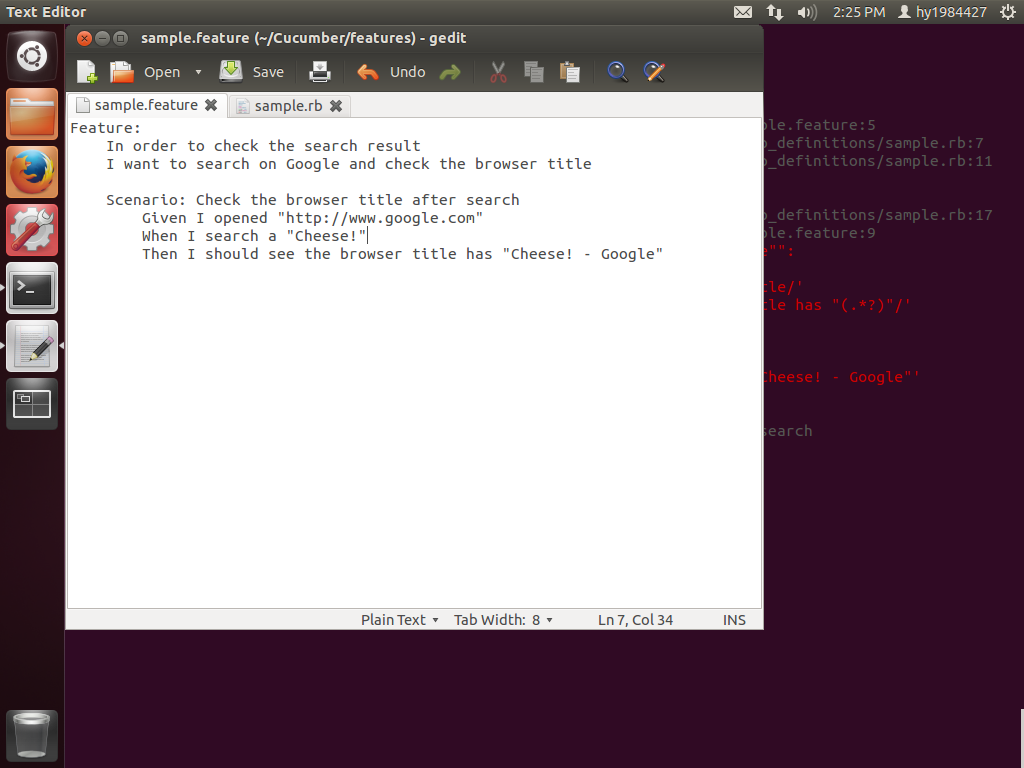 Text Editor
2:25 PM
hy1984427
sample.feature (~/Cucumber/features) - gedit
Open
Save
Undo
sample.feature
sample.rb
Feature:
In order to check the search result
I want to search on Google and check the browser title
Scenario: Check the browser title after search
Given I opened "http://www.google.com"
When I search a "Cheese!"
Then I should see the browser title has "Cheese! - Google"
Plain Text
Tab Width: 8
Ln 7, Col 34
INS
ple.feature:5
p_definitions/sample.rb:7
p_definitions/sample.rb:11
p_definitions/sample.rb:17
ple.feature:9
e"":
tle/'
tle has "(.*?)"/'
Cheese! - Google"'
search